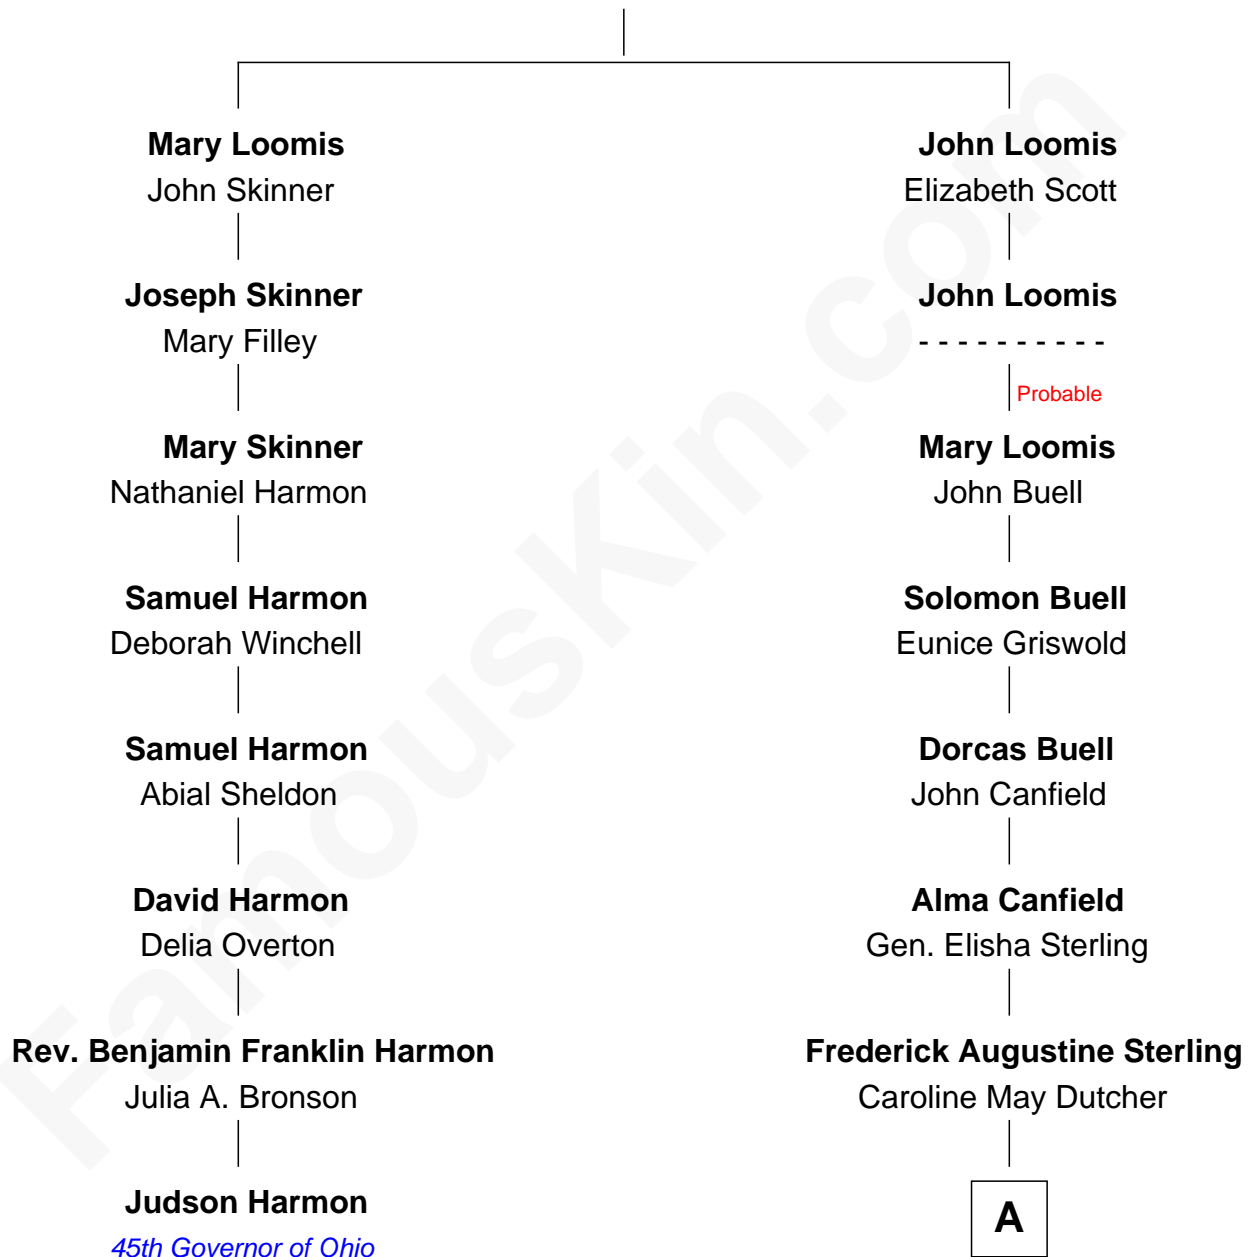 Mary Loomis
John Skinner
John Loomis
Elizabeth Scott
Joseph Skinner
Mary Filley
John Loomis
- - - - - - - - - -
Probable
Mary Skinner
Nathaniel Harmon
Mary Loomis
John Buell
Samuel Harmon
Deborah Winchell
Solomon Buell
Eunice Griswold
Samuel Harmon
Abial Sheldon
Dorcas Buell
John Canfield
David Harmon
Delia Overton
Alma Canfield
Gen. Elisha Sterling
Rev. Benjamin Franklin Harmon
Julia A. Bronson
Frederick Augustine Sterling
Caroline May Dutcher
Judson Harmon
45th Governor of Ohio
A
FamousKin.com